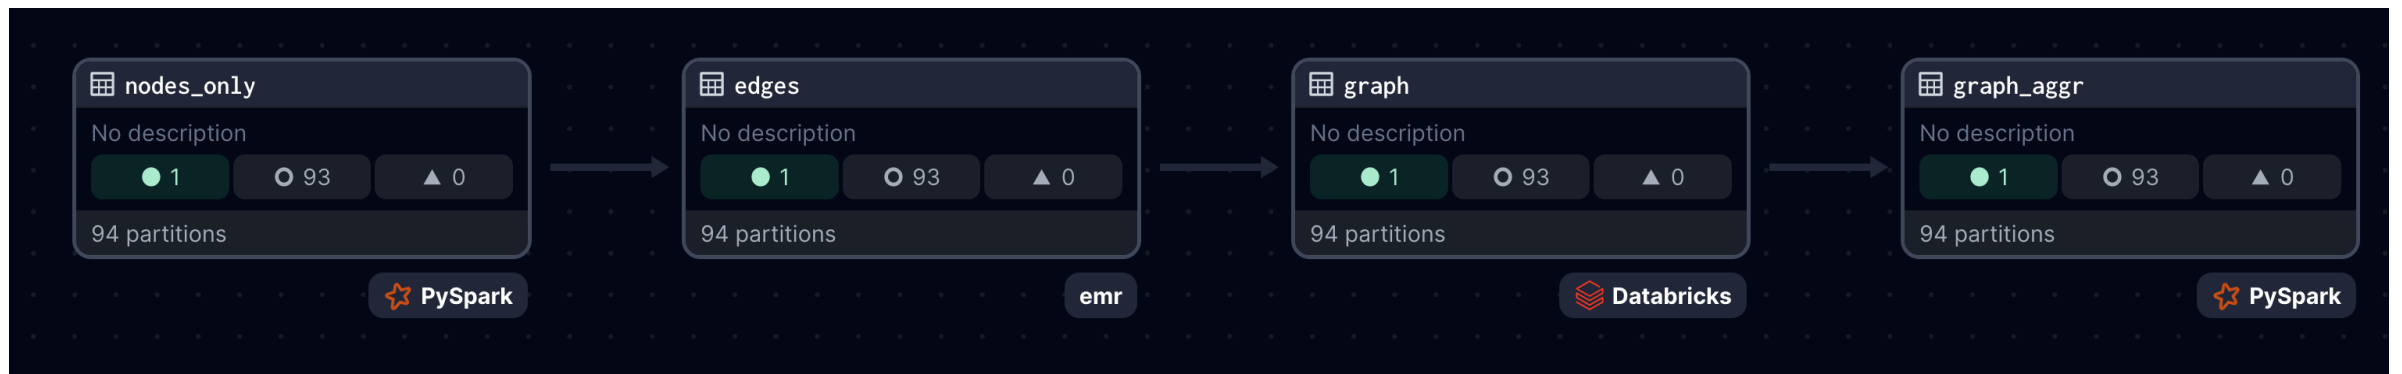 nodes_only
No description
1 93 0
94 partitions
PySpark
edges
No description
1 93 0
94 partitions
emr
graph
No description
1 93 0
94 partitions
Databricks
graph_aggr
No description
1 93 0
94 partitions
PySpark